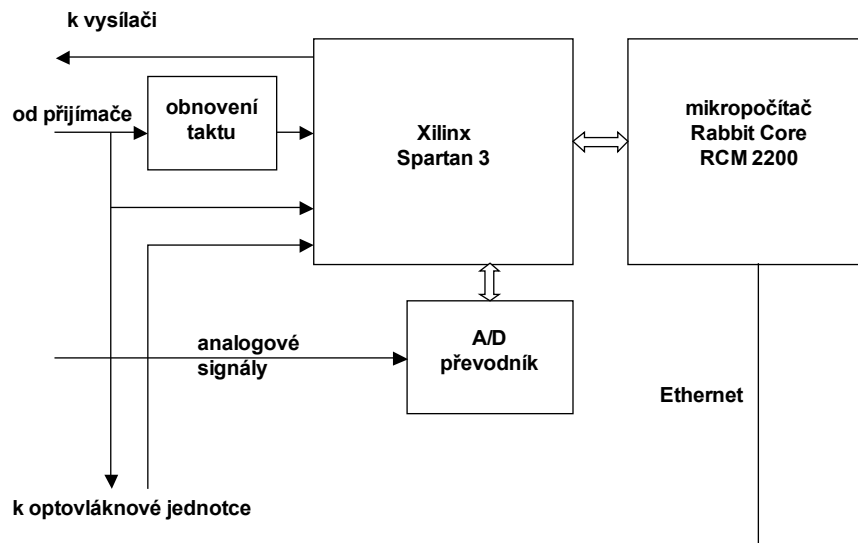 k vysílači
od přijímače
obnovení
taktu
Xilinx
Spartan 3
mikropočítač
Rabbit Core
RCM 2200
analogové
signály
A/D
převodník
Ethernet
k optovláknové jednotce